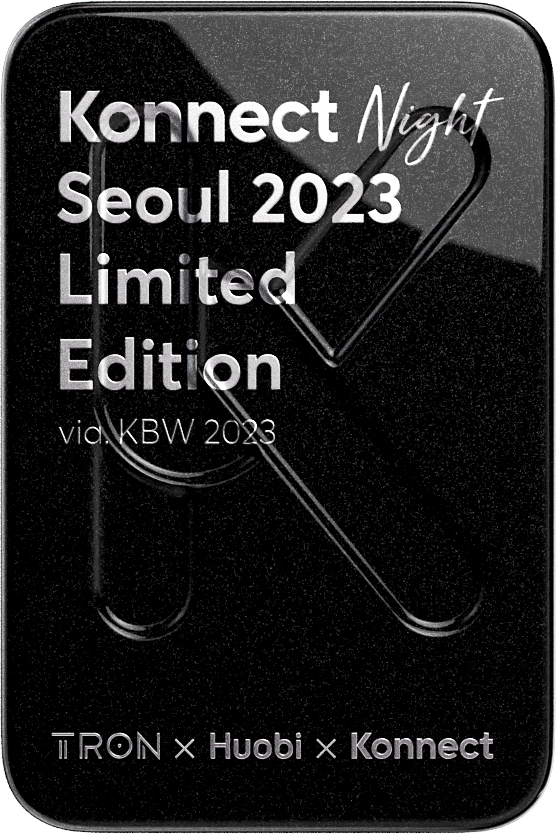 Konnect Night
Seoul 2023
Limited
Edition
via. KBW 2023
TRON × Huobi × Konnect